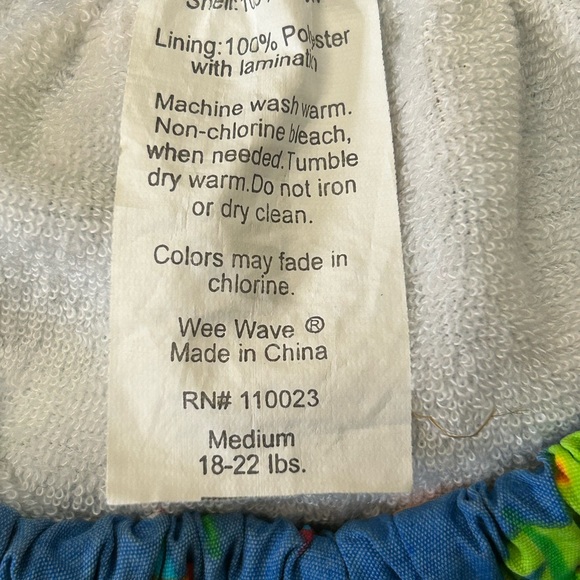 Shell:
Lining:100% Polyester
with lamination
Machine wash warm.
Non-chlorine bleach,
when needed.Tumble
dry warm.Do not iron
or dry clean.
Colors may fade in
chlorine.
Wee Wave ®
Made in China
RN# 110023
Medium
18-22 lbs.